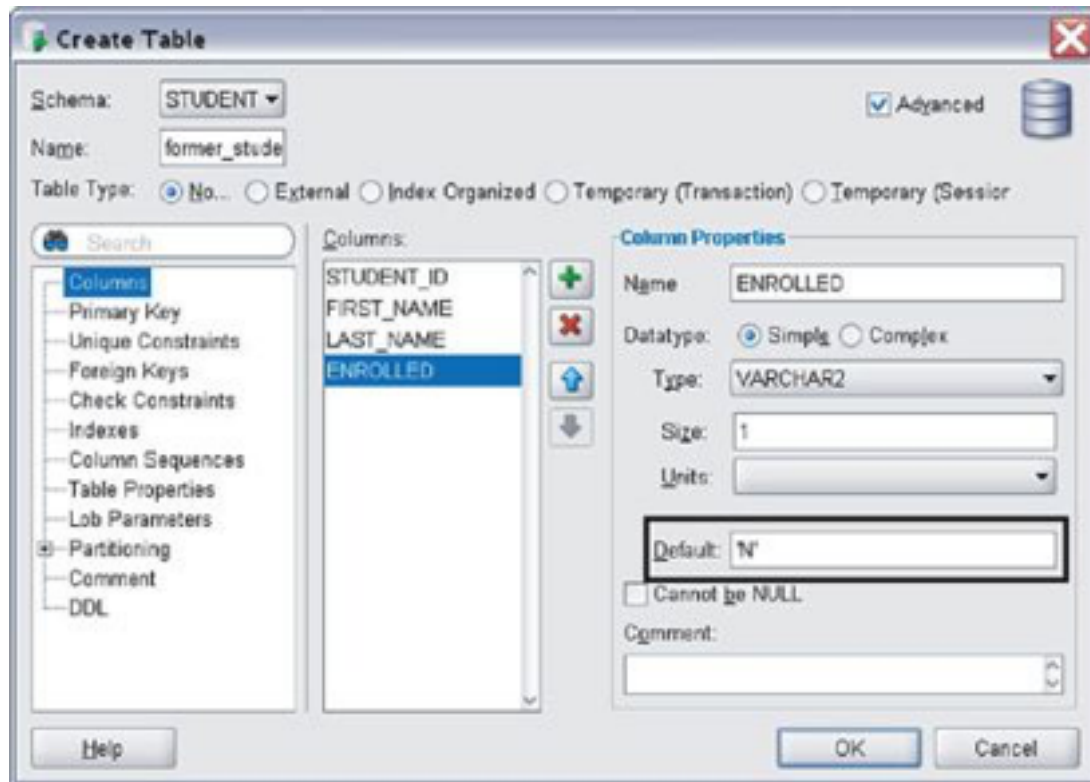 Create Table
Schema: STUDENT
Advanced
Name: former_stude
Table Type: No... External Index Organized Temporary (Transaction) Temporary (Session
Search
Columns
Primary Key
Unique Constraints
Foreign Keys
Check Constraints
Indexes
Column Sequences
Table Properties
Lob Parameters
Partitioning
Comment
DDL
Columns:
STUDENT_ID
FIRST_NAME
LAST_NAME
ENROLLED
Column Properties
Name ENROLLED
Datatype: Simple Complex
Type: VARCHAR2
Size: 1
Units:
Default: 'N'
Cannot be NULL
Comment:
Help
OK
Cancel